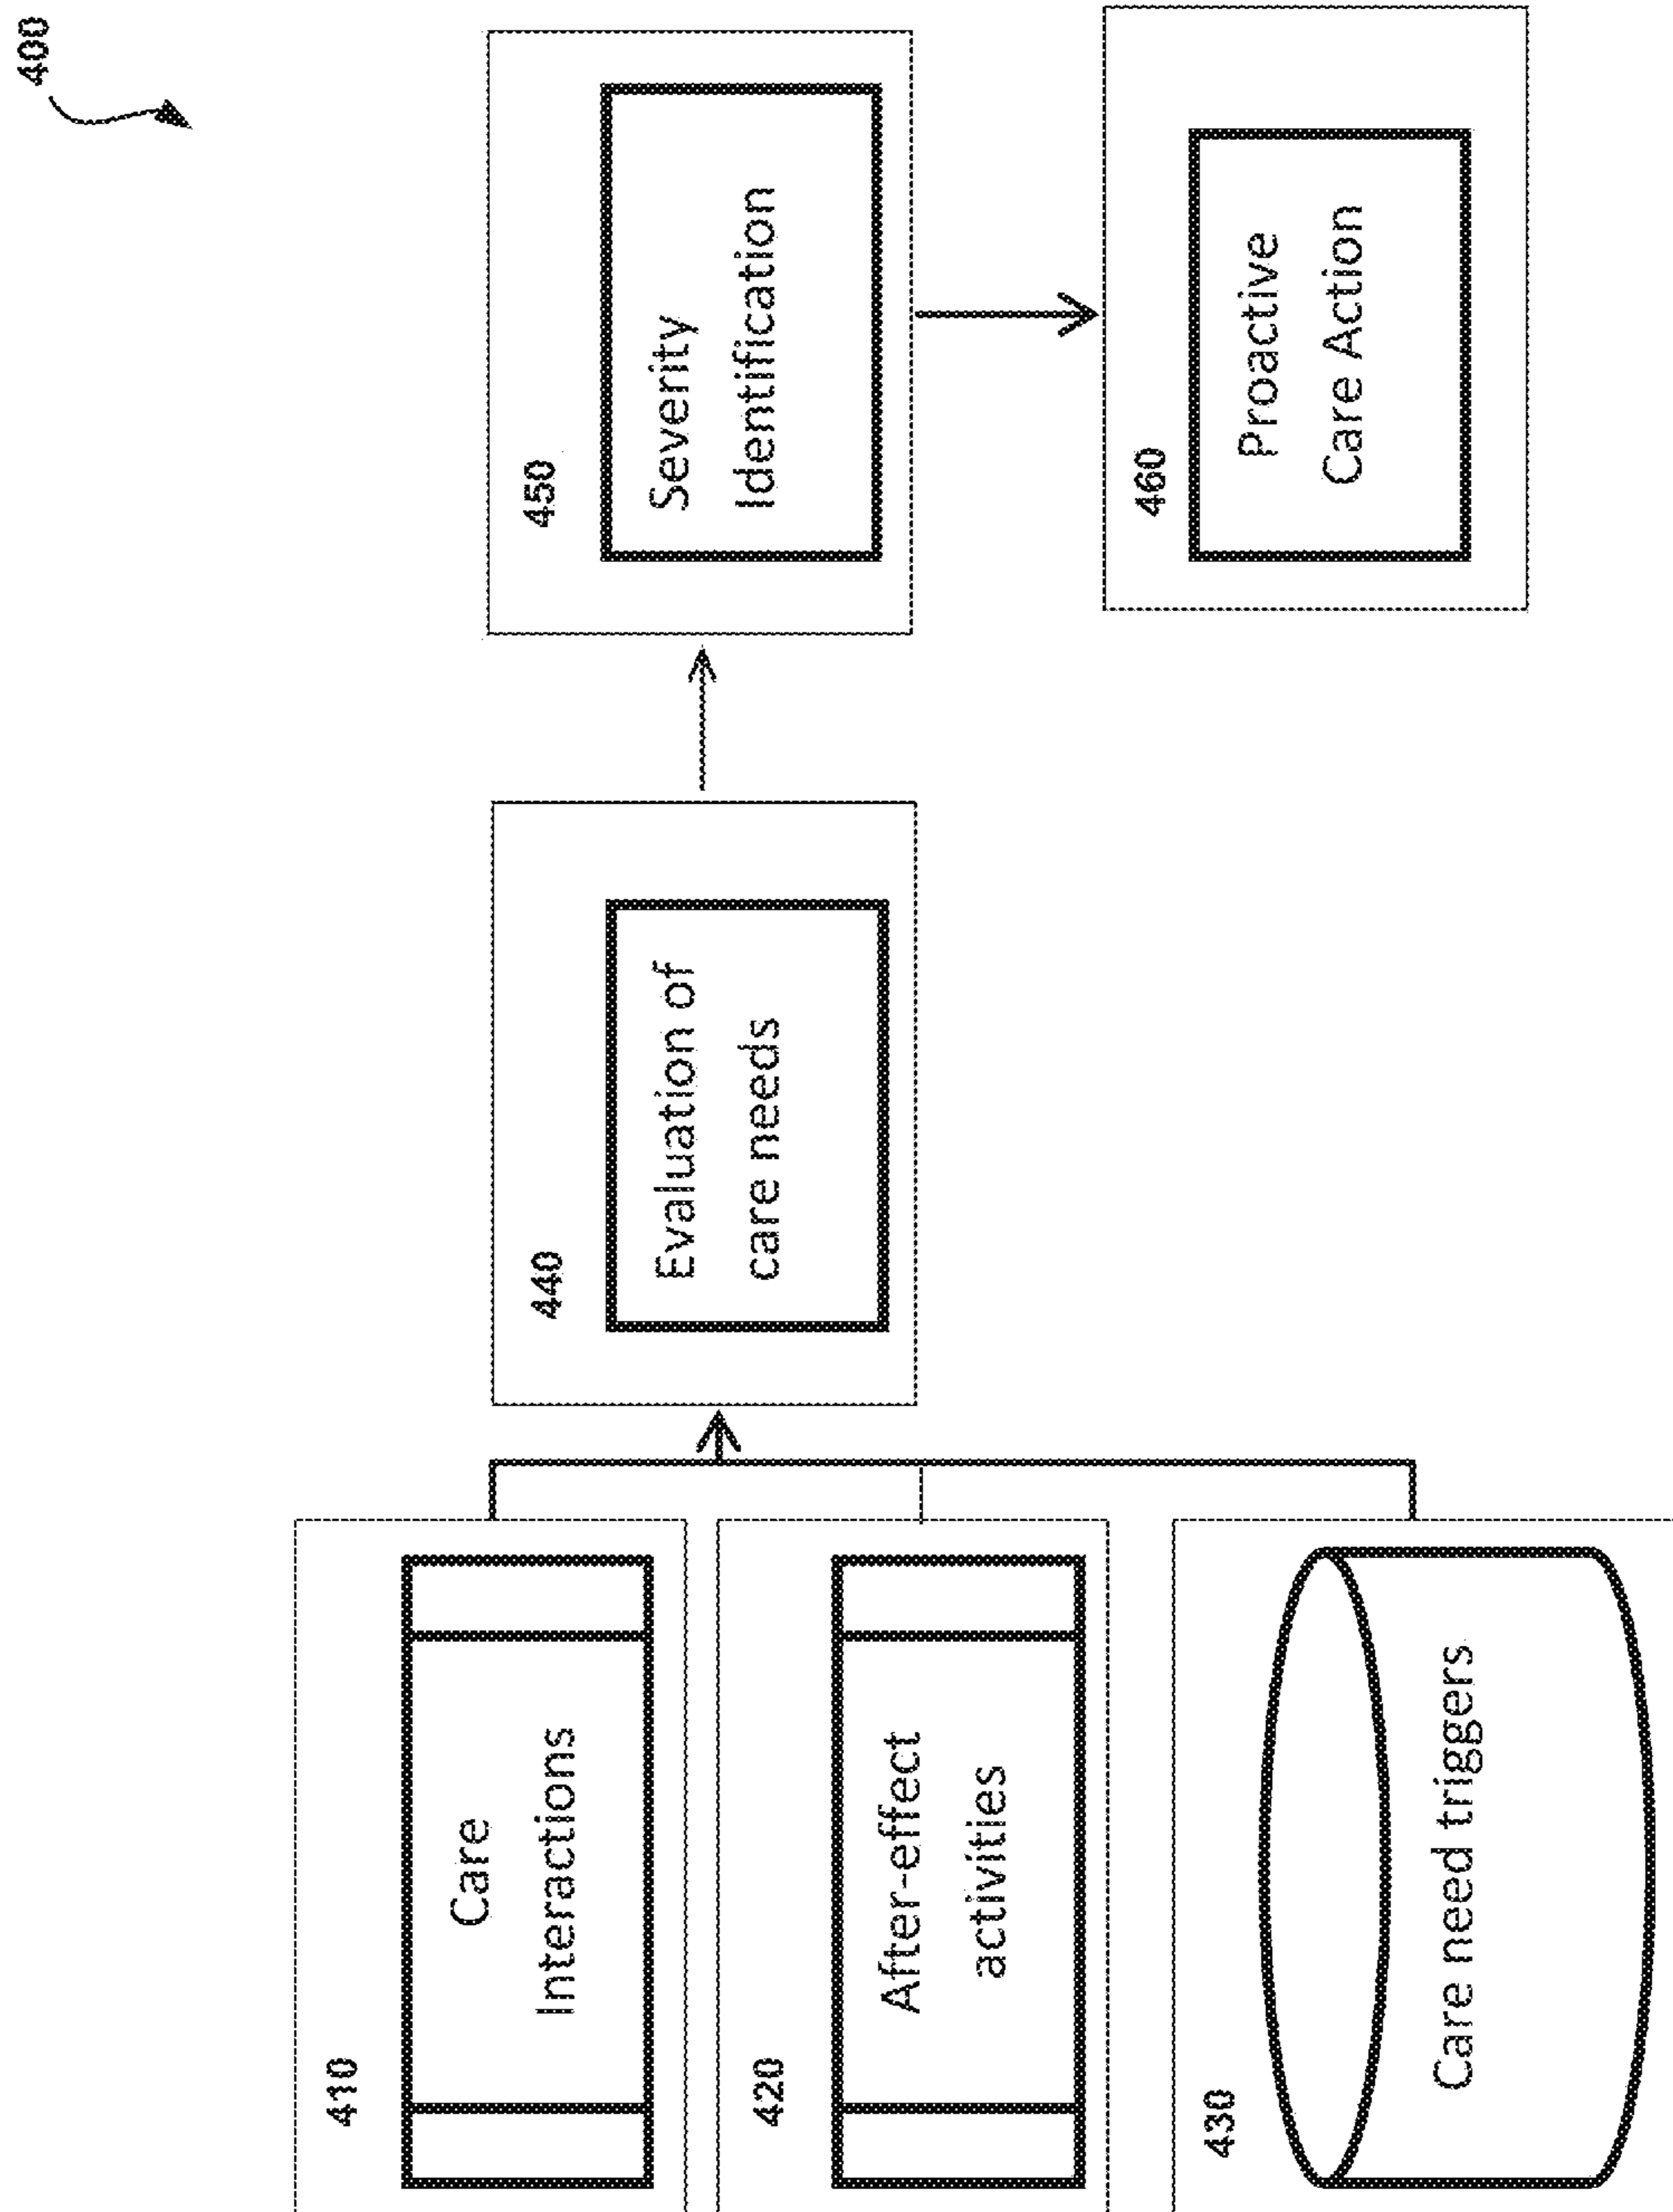 400
410
Care
Interactions
420
After-effect
activities
430
Care need triggers
440
Evaluation of
care needs
450
Severity
Identification
460
Proactive
Care Action